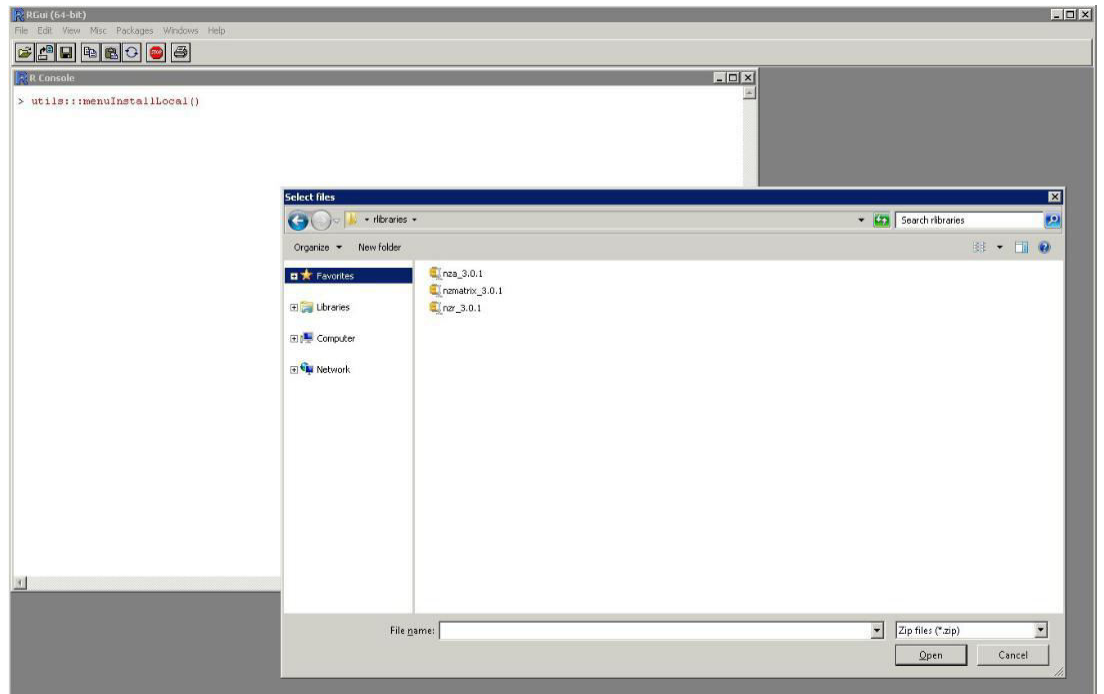 RGui (64-bit)
File Edit View Misc Packages Windows Help
STOP
R Console
> utils:::menuInstallLocal()
Select files
rlibraries
Search rlibraries
Organize New folder
Favorites
Libraries
Computer
Network
nza_3.0.1
nzmatrix_3.0.1
nzr_3.0.1
File name:
Zip files (*.zip)
Open Cancel